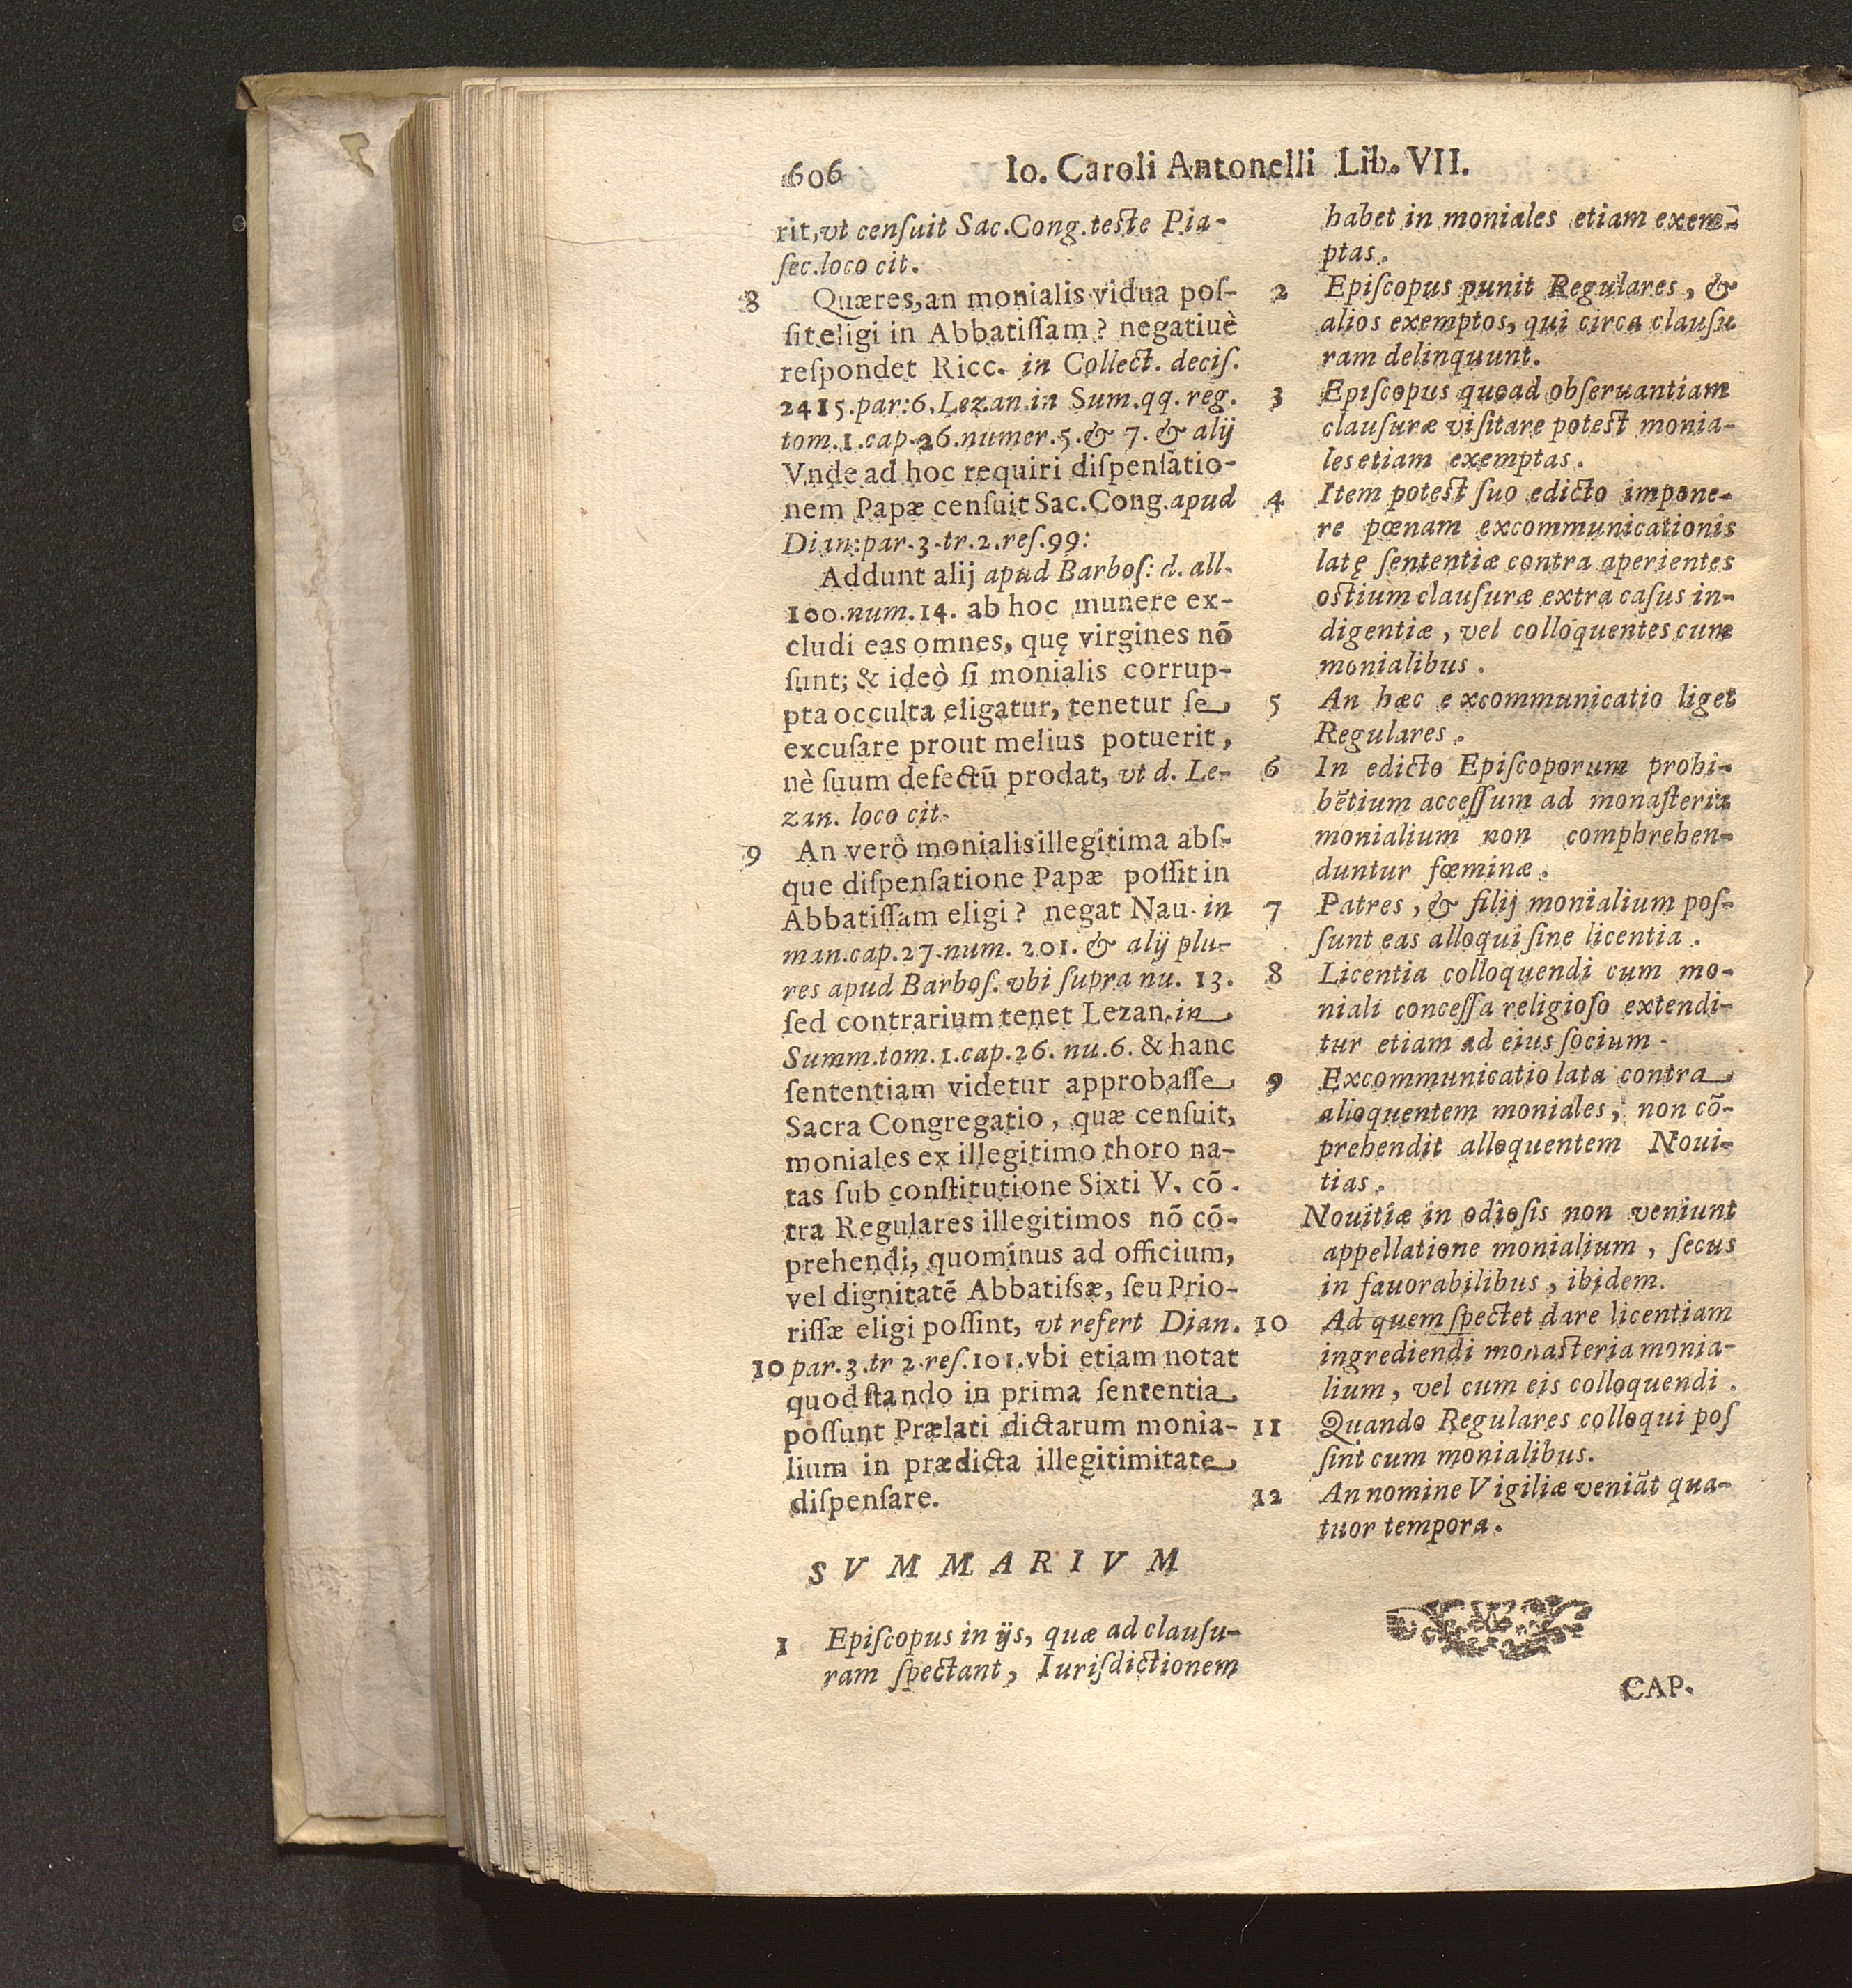 606 Io. Caroli Antonelli Lib. VII.
rit, vt cenſuit Sac. Cong. teste Pia-
ſec. loco cit.
8 Quæres, an monialis vidua poſ-
ſit eligi in Abbatiſſam? negatiuè
reſpondet Ricc. in Collect. deciſ.
2415. par: 6. Lezan. in Sum. qq. reg.
tom. 1. cap. 26. numer. 5. & 7. & alij
Vnde ad hoc requiri diſpenſatio-
nem Papæ cenſuit Sac. Cong. apud
Dian: par. 3. tr. 2. reſ. 99:
Addunt alij apud Barboſ: d. all.
100. num. 14. ab hoc munere ex-
cludi eas omnes, quę virgines nõ
ſunt; & ideò ſi monialis corrup-
pta occulta eligatur, tenetur ſe
excuſare prout melius potuerit,
nè ſuum defectũ prodat, vt d. Le-
zan. loco cit.
9 An verò monialis illegitima abſ-
que diſpenſatione Papæ poſſit in
Abbatiſſam eligi? negat Nau. in
man. cap. 27. num. 201. & alij plu-
res apud Barboſ. vbi ſupra nu. 13.
ſed contrarium tenet Lezan. in
Summ. tom. 1. cap. 26. nu. 6. & hanc
ſententiam videtur approbaſſe
Sacra Congregatio, quæ cenſuit,
moniales ex illegitimo thoro na-
tas ſub conſtitutione Sixti V. cõ.
tra Regulares illegitimos nõ cõ-
prehendi, quominus ad officium,
vel dignitatẽ Abbatiſsæ, ſeu Prio-
riſſæ eligi poſſint, vt refert Dian.
10 par. 3. tr 2. reſ. 101. vbi etiam notat
quod ſtando in prima ſententia
poſſunt Prælati dictarum monia-
lium in prædicta illegitimitate
diſpenſare.
SVMMARIVM
1 Epiſcopus in ijs, quæ ad clauſu-
ram ſpectant, Iuriſdictionem
habet in moniales etiam exem-
ptas.
2 Epiſcopus punit Regulares, &
alios exemptos, qui circa clauſu
ram delinquunt.
3 Epiſcopus quoad obſeruantiam
clauſuræ viſitare potest monia-
les etiam exemptas.
4 Item potest ſuo edicto impone-
re pœnam excommunicationis
latę ſententiæ contra aperientes
ostium clauſuræ extra caſus in-
digentiæ, vel colloquentes cum
monialibus.
5 An hæc excommunicatio liget
Regulares.
6 In edicto Epiſcoporum prohi-
bẽtium acceſſum ad monaſteria
monialium non comphrehen-
duntur fœminæ.
7 Patres, & filij monialium poſ-
ſunt eas alloqui ſine licentia.
8 Licentia colloquendi cum mo-
niali conceſſa religioſo extendi-
tur etiam ad eius ſocium.
9 Excommunicatio lata contra
alloquentem moniales, non cõ-
prehendit alloquentem Noui-
tias.
Nouitiæ in odioſis non veniunt
appellatione monialium, ſecus
in fauorabilibus, ibidem.
10 Ad quem ſpectet dare licentiam
ingrediendi monasteria monia-
lium, vel cum eis colloquendi.
11 Quando Regulares colloqui poſ
ſint cum monialibus.
12 An nomine Vigiliæ veniãt qua-
tuor tempora.
CAP.